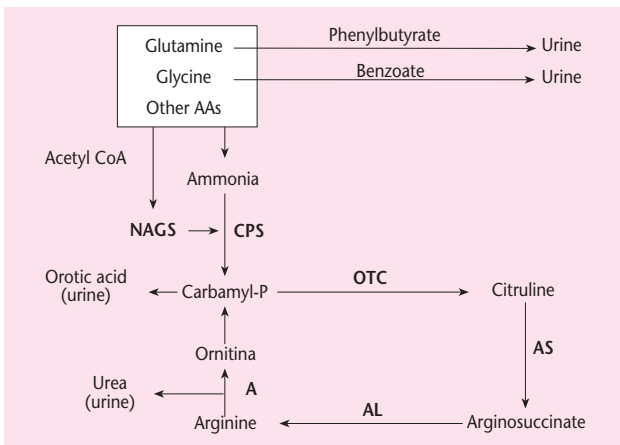 Glutamine
Phenylbutyrate
Urine
Glycine
Benzoate
Urine
Other AAs
Acetyl CoA
Ammonia
NAGS
CPS
Orotic acid
(urine)
Carbamyl-P
OTC
Citruline
Ornitina
AS
Urea
(urine)
A
Arginine
AL
Arginosuccinate